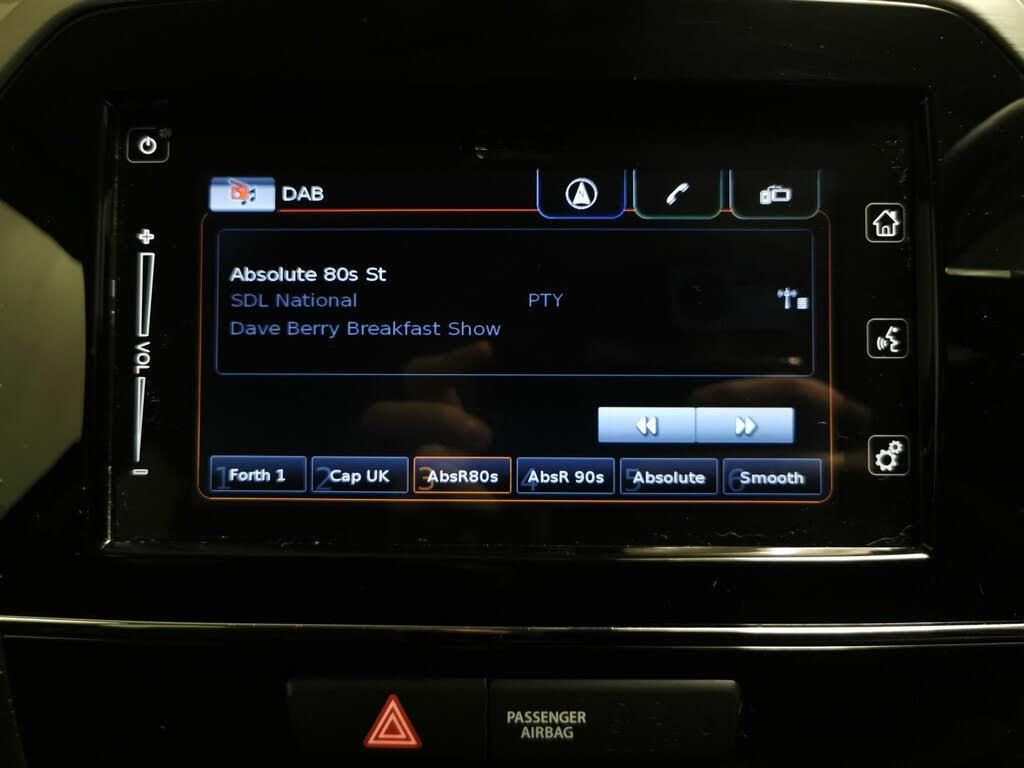 DAB
Absolute 80s St
SDL National PTY
Dave Berry Breakfast Show
+
VOL
-
1 Forth 1 2 Cap UK 3 AbsR80s 4 AbsR 90s 5 Absolute 6 Smooth
PASSENGER
AIRBAG